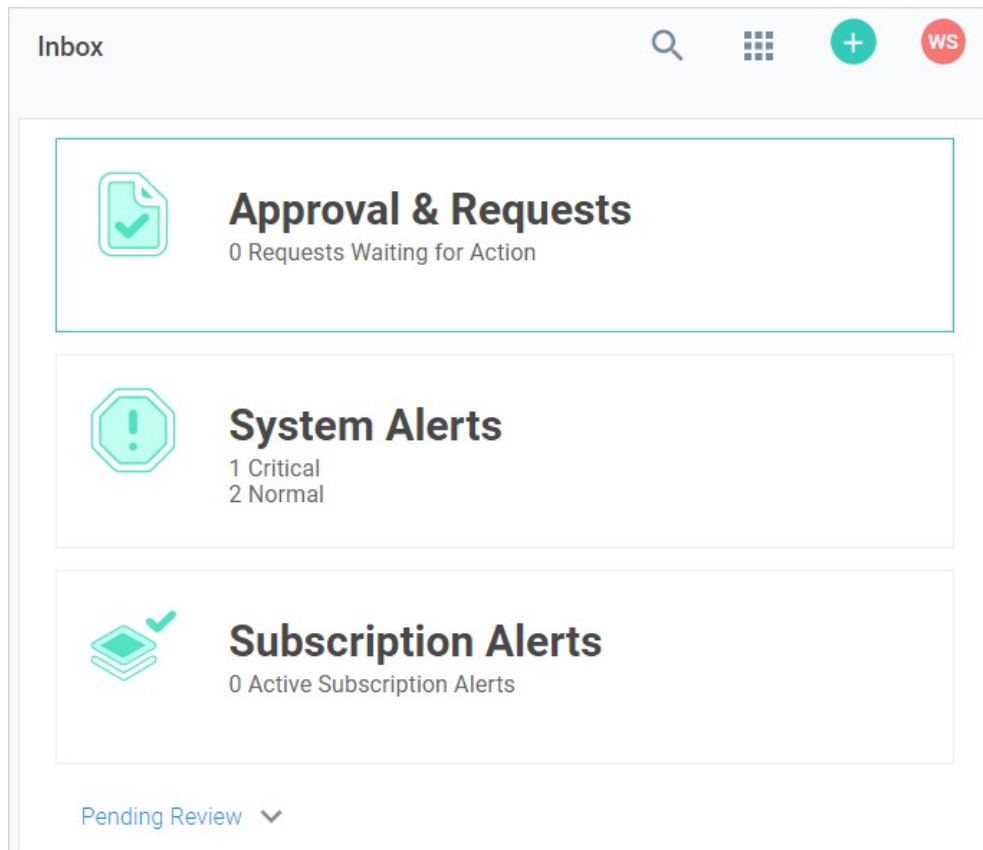 Inbox
WS
Approval & Requests
0 Requests Waiting for Action
System Alerts
1 Critical
2 Normal
Subscription Alerts
0 Active Subscription Alerts
Pending Review